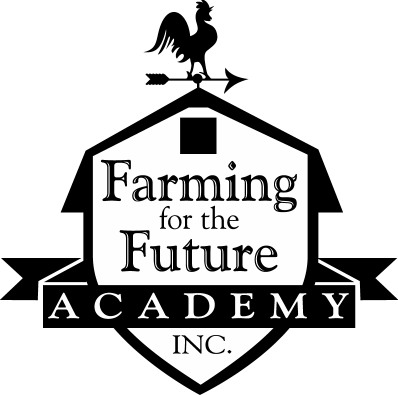 Farming
for the
Future
ACADEMY
INC.